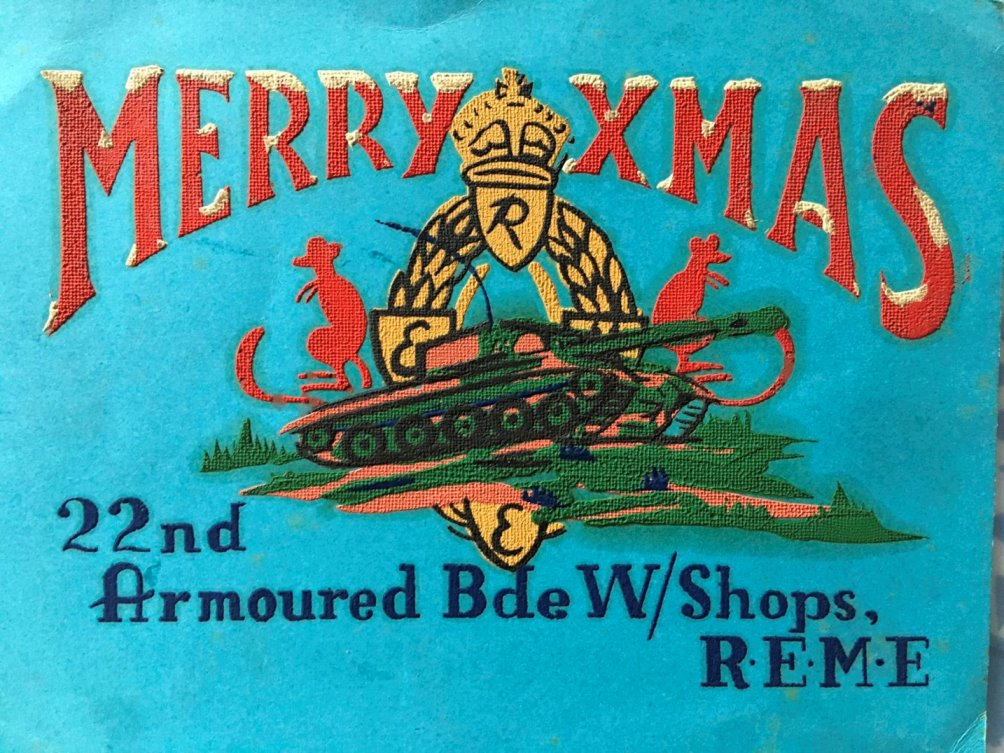 MERRY XMAS
R
E
E
22nd
Armoured Bde W/Shops,
R·E·M·E